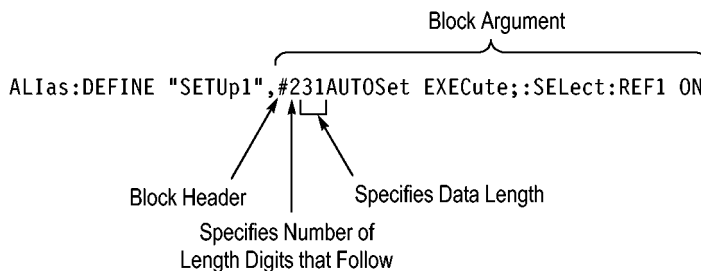 Block Argument
ALIas:DEFINE "SETUp1",#231AUTOSet EXECute;:SELect:REF1 ON
Block Header
Specifies Data Length
Specifies Number of
Length Digits that Follow